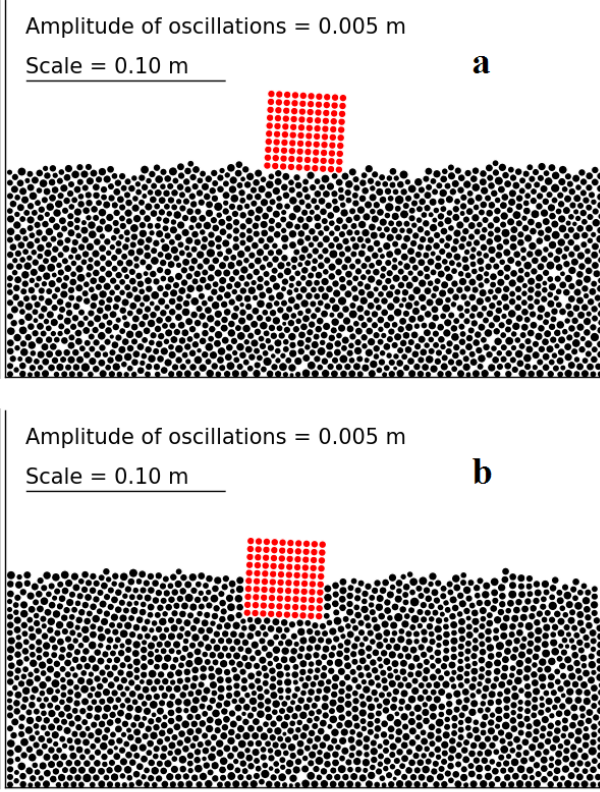 Amplitude of oscillations = 0.005 m
Scale = 0.10 m
a
Amplitude of oscillations = 0.005 m
Scale = 0.10 m
b